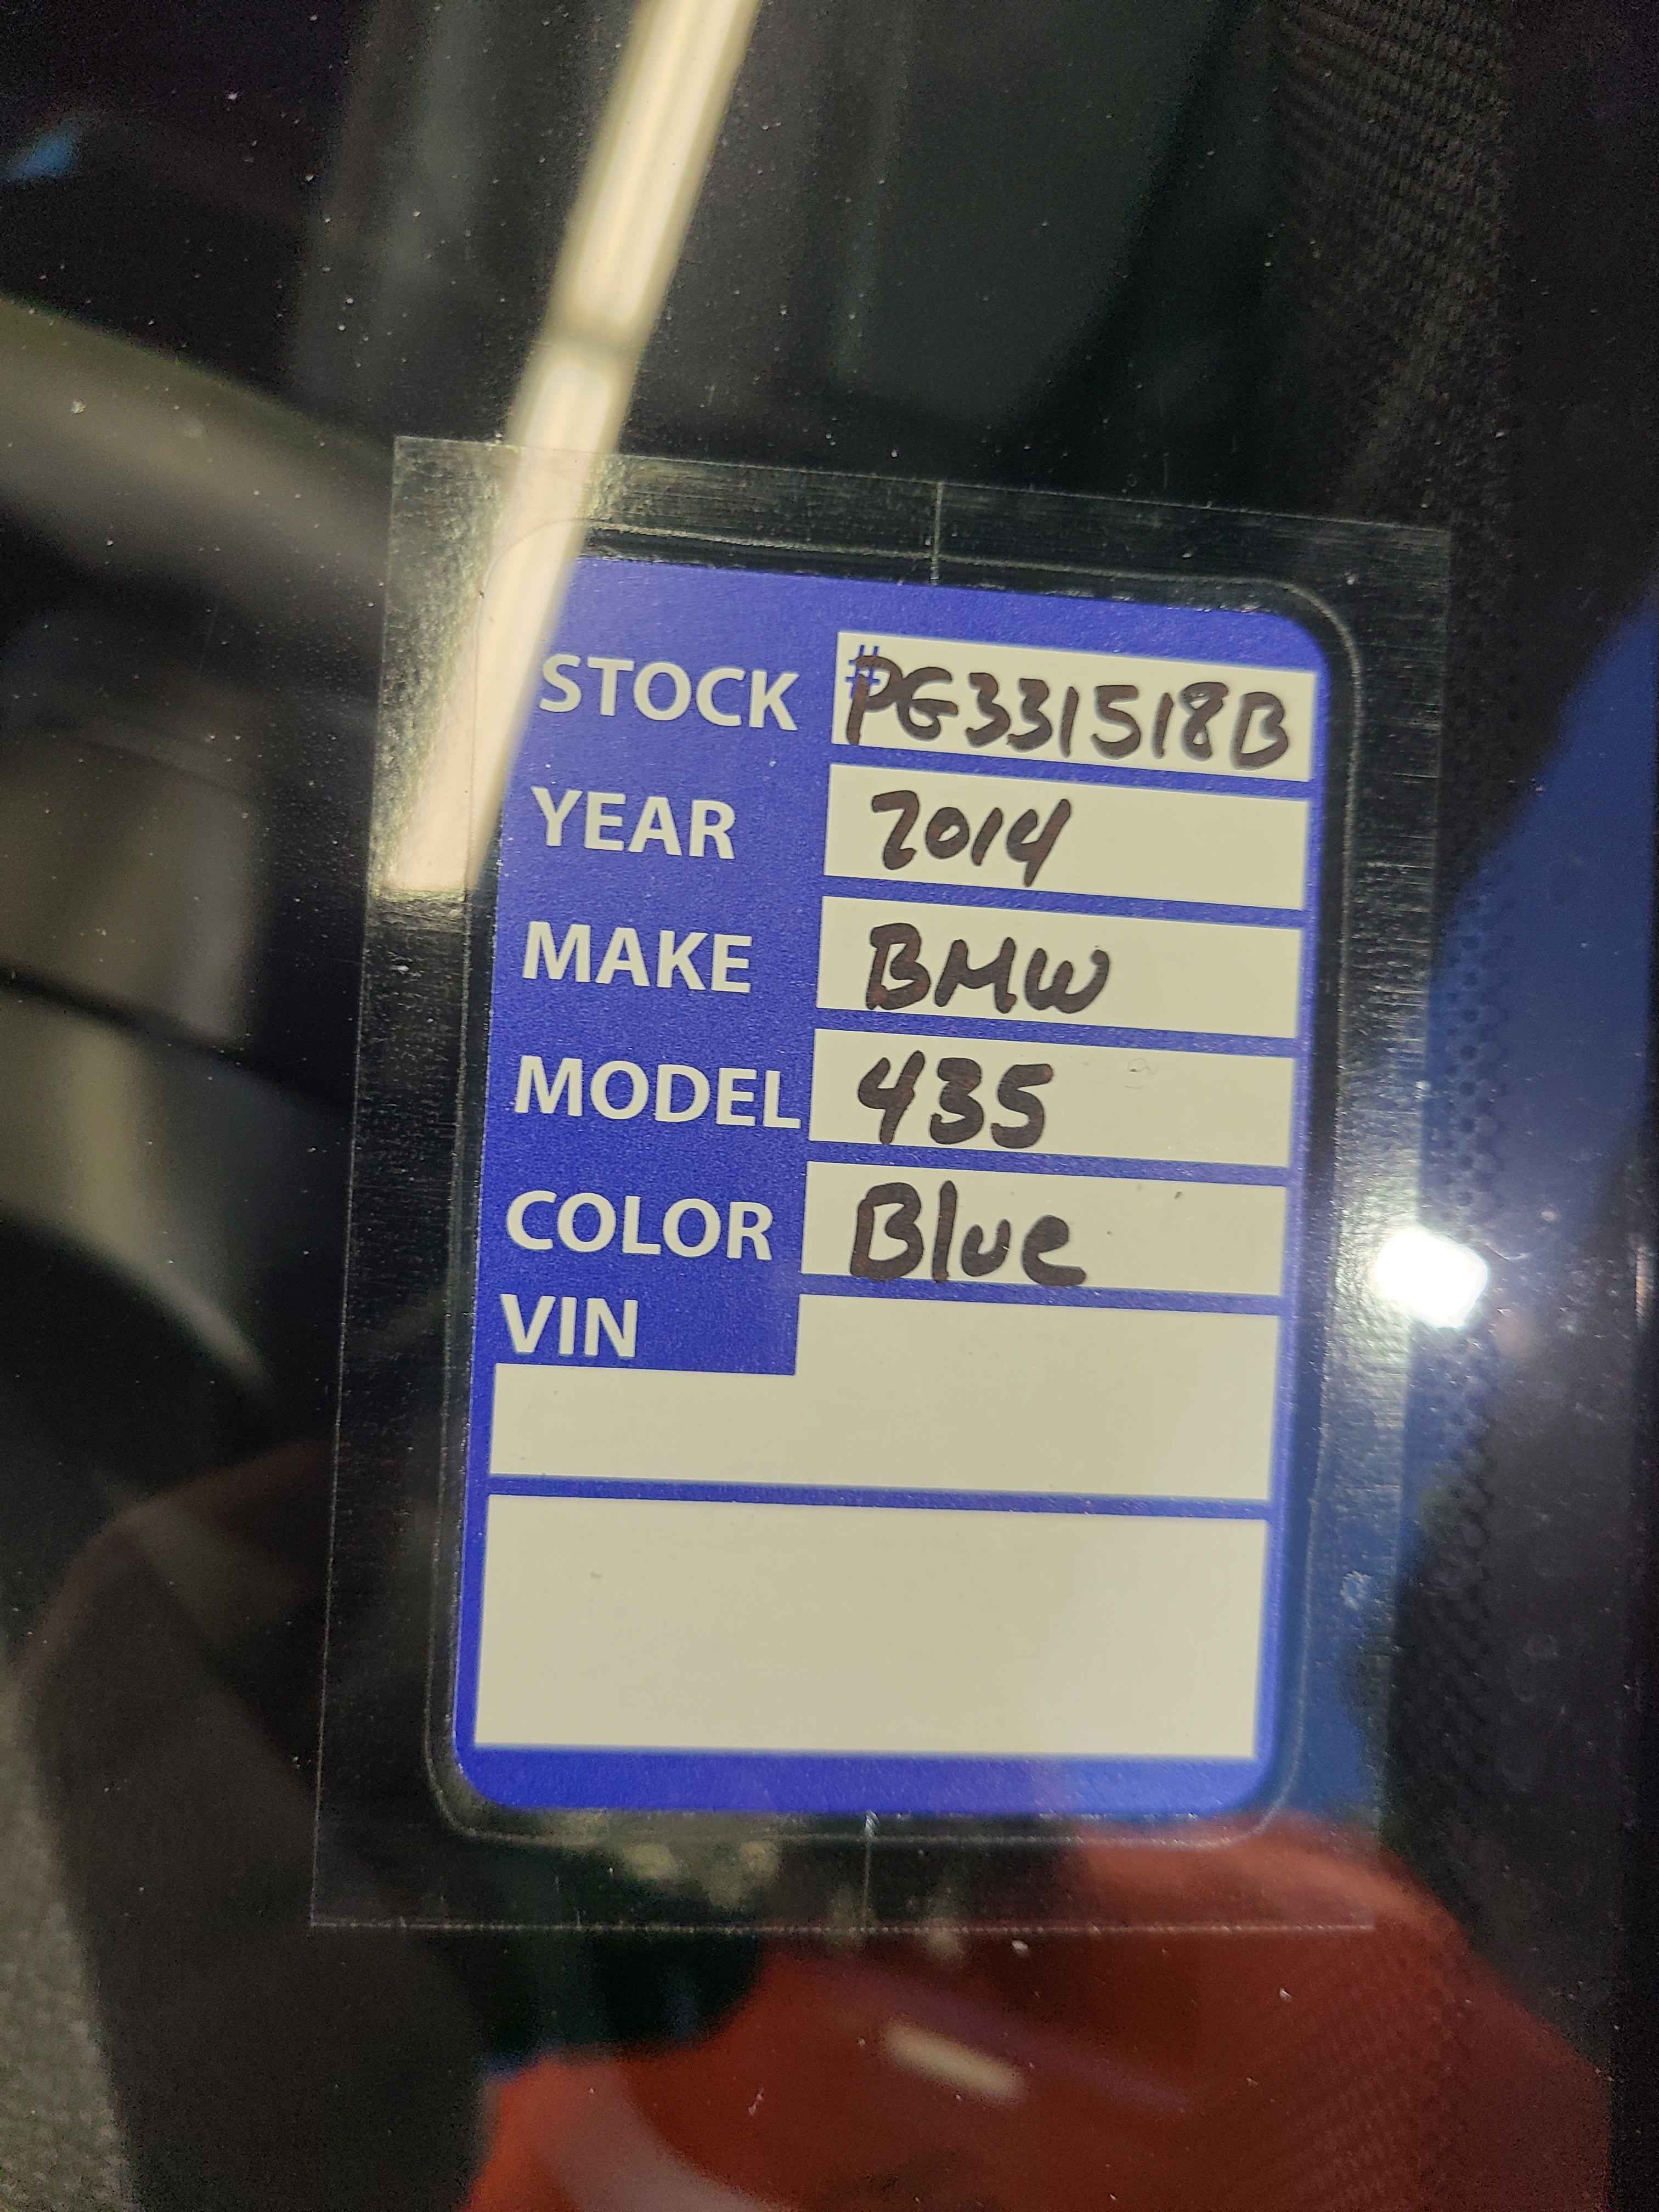 STOCK #PG331518B
YEAR 2014
MAKE BMW
MODEL 435
COLOR Blue
VIN